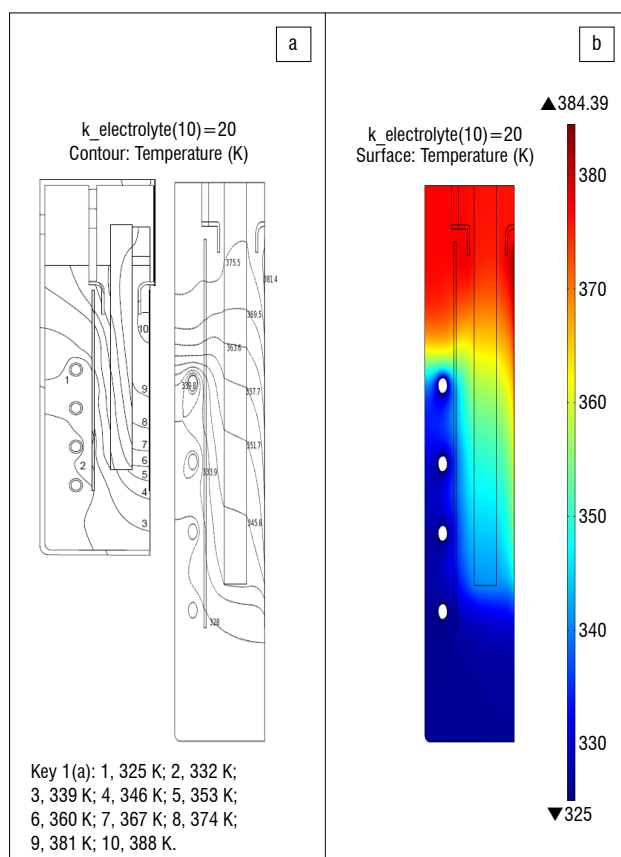 a
k_electrolyte(10)=20
Contour: Temperature (K)
1
2
10
9
8
7
6
5
4
3
375.5
381.4
369.5
363.6
339.8
357.7
351.7
333.9
345.8
328
Key 1(a): 1, 325 K; 2, 332 K;
3, 339 K; 4, 346 K; 5, 353 K;
6, 360 K; 7, 367 K; 8, 374 K;
9, 381 K; 10, 388 K.
b
k_electrolyte(10)=20
Surface: Temperature (K)
▲384.39
380
370
360
350
340
330
▼325